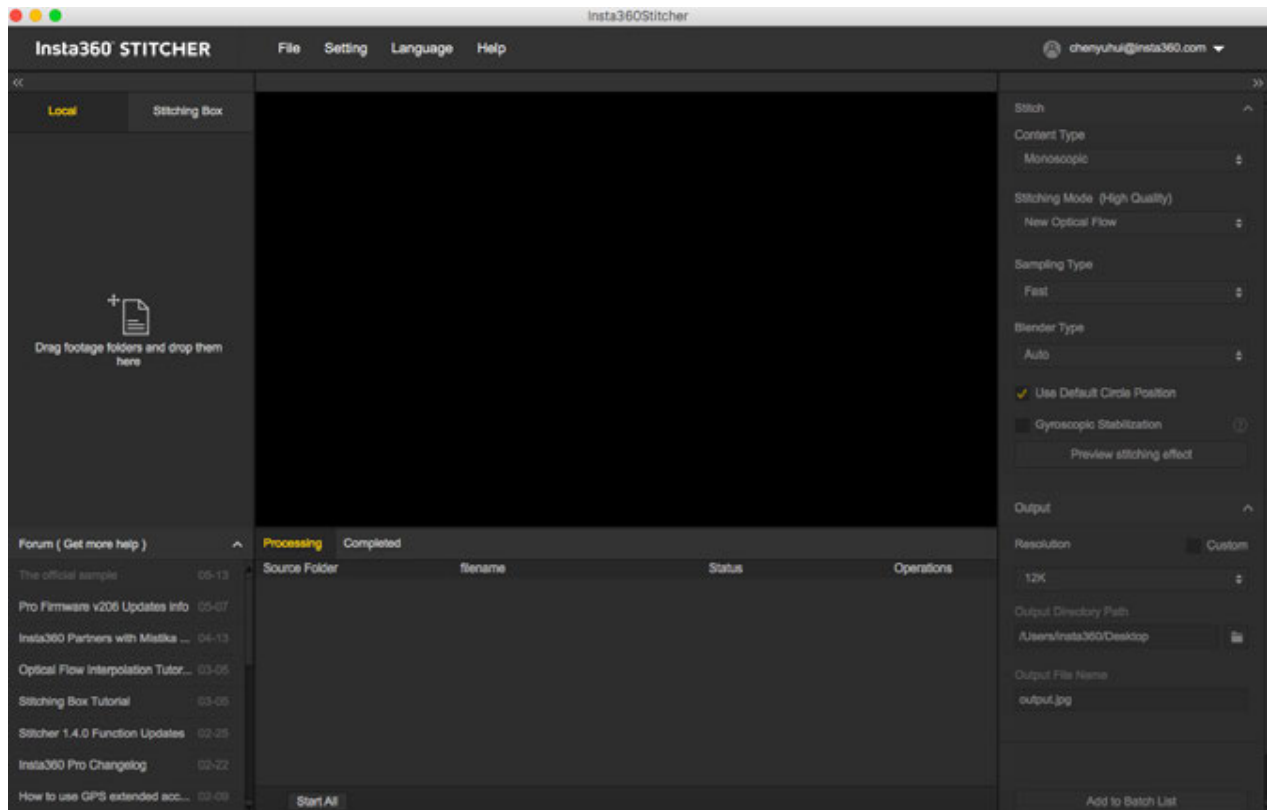 Insta360Stitcher
Insta360 STITCHER
File Setting Language Help
chenyuhui@insta360.com
Local Stitching Box
Drag footage folders and drop them
here
Forum ( Get more help )
The official sample 05-13
Pro Firmware v206 Updates info 05-07
Insta360 Partners with Mistika ... 04-13
Optical Flow Interpolation Tutor... 03-05
Stitching Box Tutorial 03-05
Stitcher 1.4.0 Function Updates 02-25
Insta360 Pro Changelog 02-22
How to use GPS extended acc... 02-09
Processing Completed
Source Folder filename Status Operations
Start All
Stitch
Content Type
Monoscopic
Stitching Mode (High Quality)
New Optical Flow
Sampling Type
Fast
Blender Type
Auto
Use Default Circle Position
Gyroscopic Stabilization
Preview stitching effect
Output
Resolution Custom
12K
Output Directory Path
/Users/insta360/Desktop
Output File Name
output.jpg
Add to Batch List